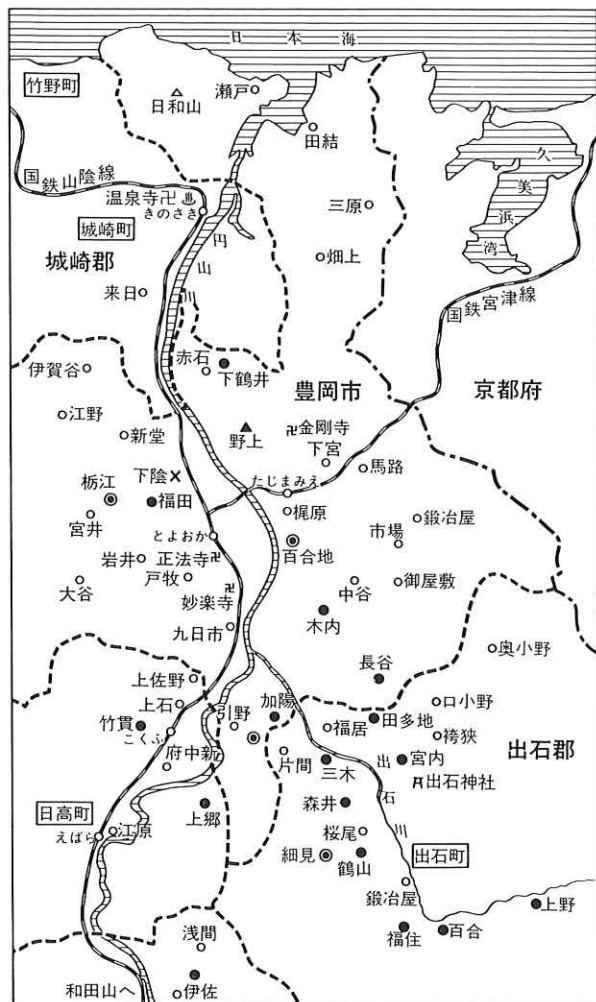 日本海
竹野町
日和山
瀬戸
田結
久美浜湾
国鉄山陰線
温泉寺卍♨
きのさき
三原
城崎町
円山川
城崎郡
畑上
国鉄宮津線
来日
赤石
下鶴井
伊賀谷
豊岡市
京都府
江野
新堂
野上
卍金剛寺
下宮
馬路
下陰
栃江
福田
たじまみえ
宮井
梶原
鍛冶屋
市場
とよおか
百合地
岩井
正法寺卍
戸牧
大谷
中谷
御屋敷
妙楽寺卍
木内
九日市
奥小野
長谷
上佐野
上石
加陽
口小野
竹貫
引野
福居
田多地
袴狭
こくふ
出石郡
府中新
片間
三木
宮内
出石川
出石神社
日高町
上郷
森井
えばら
江原
桜尾
細見
鶴山
出石町
鍛冶屋
上野
浅間
福住
百合
伊佐
和田山へ